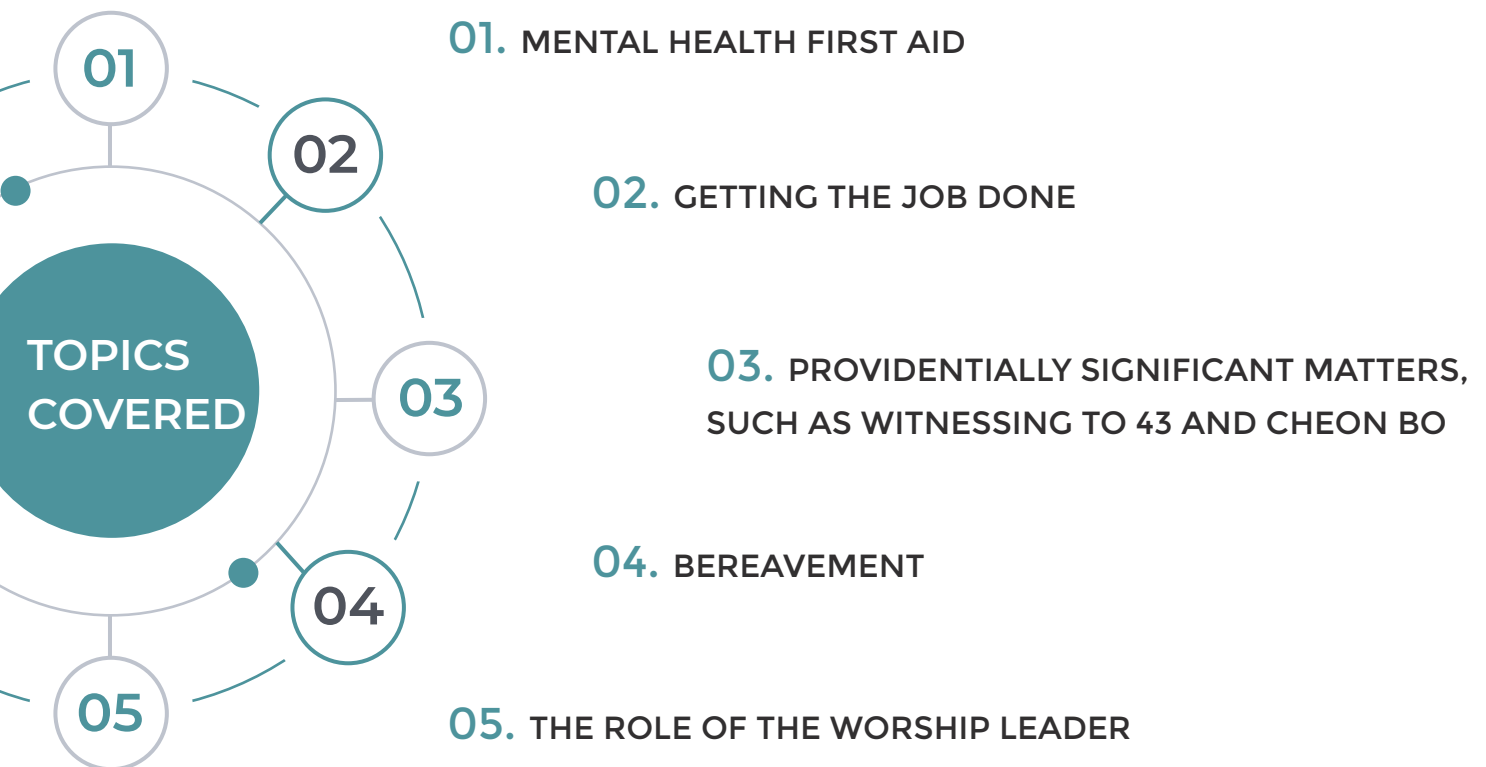 01
02
03
04
05
TOPICS
COVERED
01. MENTAL HEALTH FIRST AID
02. GETTING THE JOB DONE
03. PROVIDENTIALLY SIGNIFICANT MATTERS,
SUCH AS WITNESSING TO 43 AND CHEON BO
04. BEREAVEMENT
05. THE ROLE OF THE WORSHIP LEADER